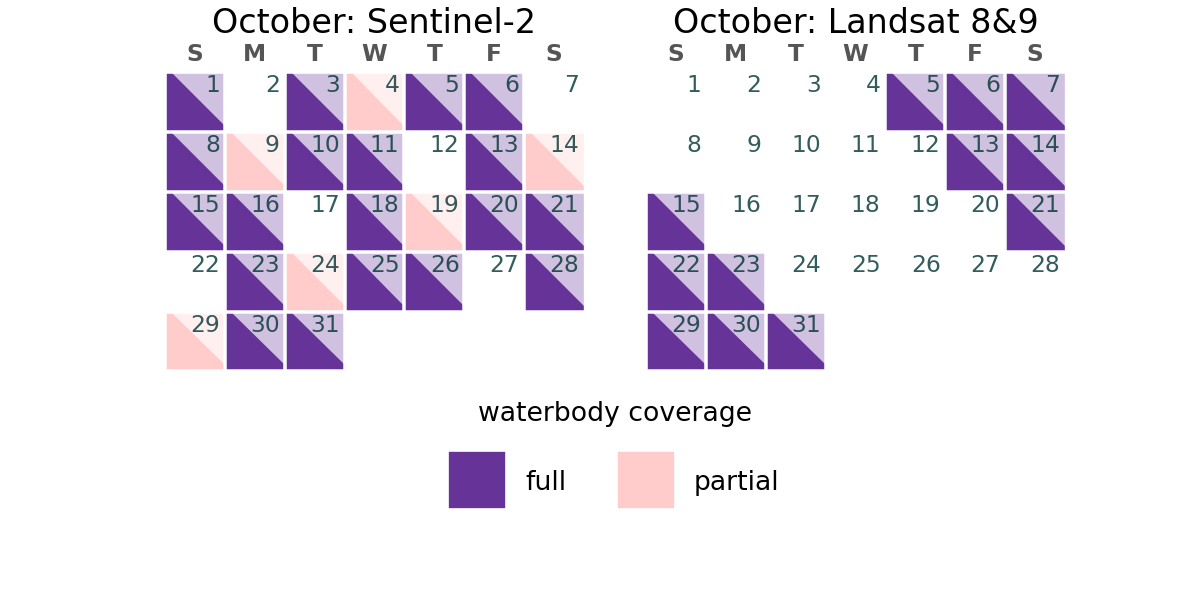 October: Sentinel-2
S M T W T F S
1 2 3 4 5 6 7
8 9 10 11 12 13 14
15 16 17 18 19 20 21
22 23 24 25 26 27 28
29 30 31
October: Landsat 8&9
S M T W T F S
1 2 3 4 5 6 7
8 9 10 11 12 13 14
15 16 17 18 19 20 21
22 23 24 25 26 27 28
29 30 31
waterbody coverage
full
partial